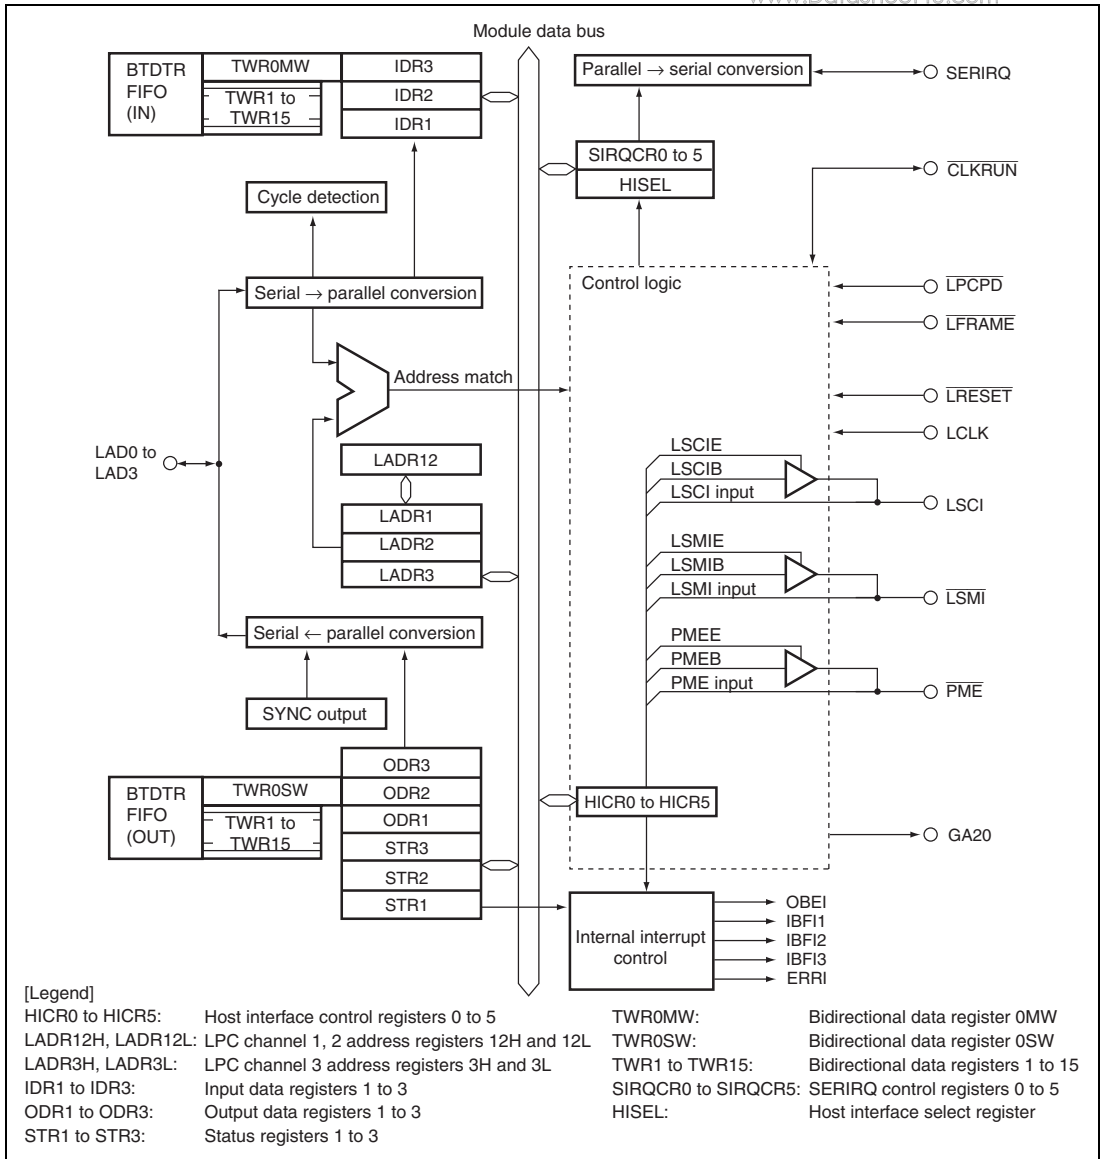 Module data bus
BTDTR
FIFO
(IN)
TWR0MW
TWR1 to
TWR15
IDR3
IDR2
IDR1
Parallel → serial conversion
SERIRQ
SIRQCR0 to 5
HISEL
CLKRUN
Cycle detection
Serial → parallel conversion
Control logic
LPCPD
LFRAME
Address match
LRESET
LCLK
LAD0 to
LAD3
LADR12
LADR1
LADR2
LADR3
LSCIE
LSCIB
LSCI input
LSCI
LSMIE
LSMIB
LSMI input
LSMI
PMEE
PMEB
PME input
PME
Serial ← parallel conversion
SYNC output
BTDTR
FIFO
(OUT)
TWR0SW
TWR1 to
TWR15
ODR3
ODR2
ODR1
STR3
STR2
STR1
HICR0 to HICR5
GA20
Internal interrupt
control
OBEI
IBFI1
IBFI2
IBFI3
ERRI
[Legend]
HICR0 to HICR5: Host interface control registers 0 to 5
LADR12H, LADR12L: LPC channel 1, 2 address registers 12H and 12L
LADR3H, LADR3L: LPC channel 3 address registers 3H and 3L
IDR1 to IDR3: Input data registers 1 to 3
ODR1 to ODR3: Output data registers 1 to 3
STR1 to STR3: Status registers 1 to 3
TWR0MW: Bidirectional data register 0MW
TWR0SW: Bidirectional data register 0SW
TWR1 to TWR15: Bidirectional data registers 1 to 15
SIRQCR0 to SIRQCR5: SERIRQ control registers 0 to 5
HISEL: Host interface select register